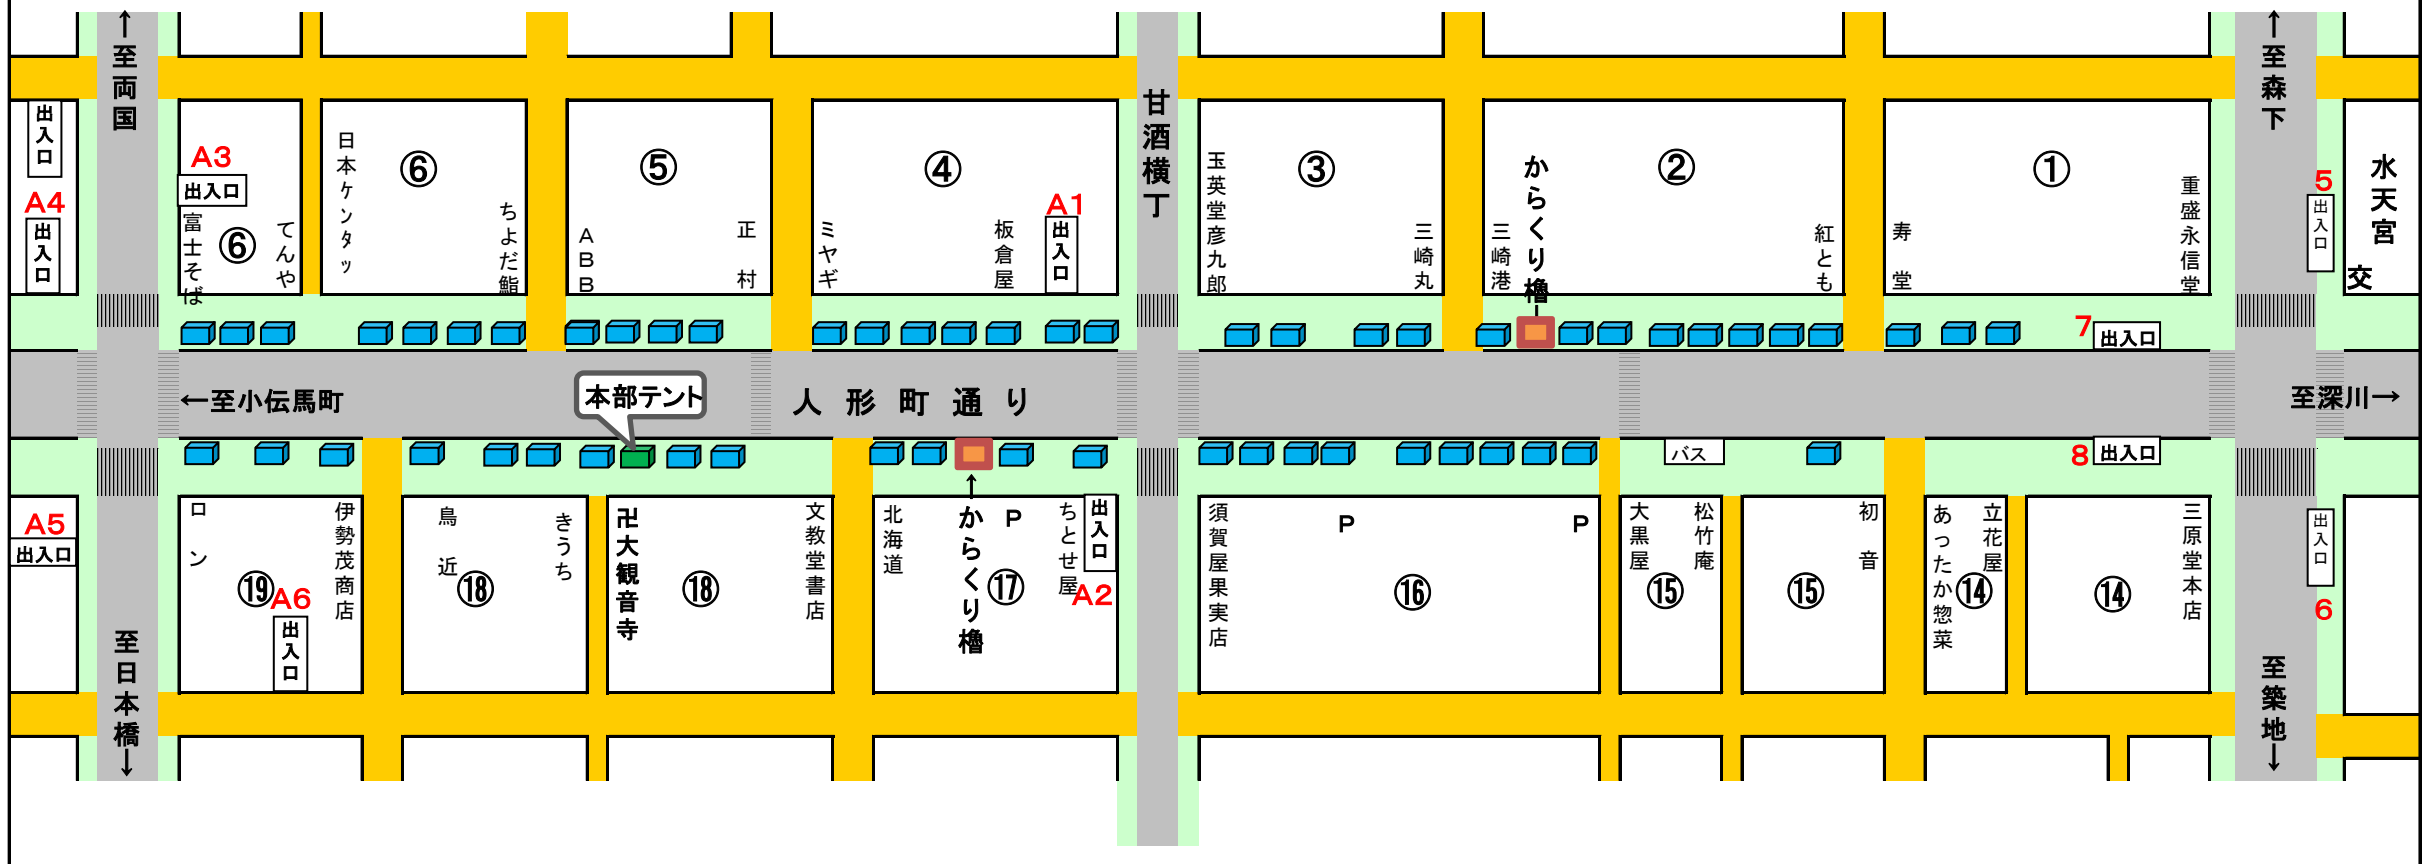 ↑至両国
甘酒横丁
↑至森下
出入口
A4
出入口
A3
出入口
富士そば
⑥
てんや
日本ケンタッ
⑥
ちよだ鮨
⑤
ABB
正村
④
ミヤギ
板倉屋
A1
出入口
玉英堂彦九郎
③
三崎丸
三崎港
からくり櫓
②
紅とも
寿堂
①
重盛永信堂
5
出入口
水天宮
交
7
出入口
←至小伝馬町
本部テント
人形町通り
至深川→
バス
8
出入口
A5
出入口
ロン
⑲
A6
出入口
伊勢茂商店
鳥近
⑱
きうち
卍大観音寺
⑱
文教堂書店
北海道
からくり櫓
P
⑰
ちとせ屋
出入口
A2
須賀屋果実店
P
⑯
P
大黒屋
⑮
松竹庵
⑮
初音
あったか惣菜
⑭
立花屋
⑭
三原堂本店
出入口
6
至日本橋↓
至築地↓